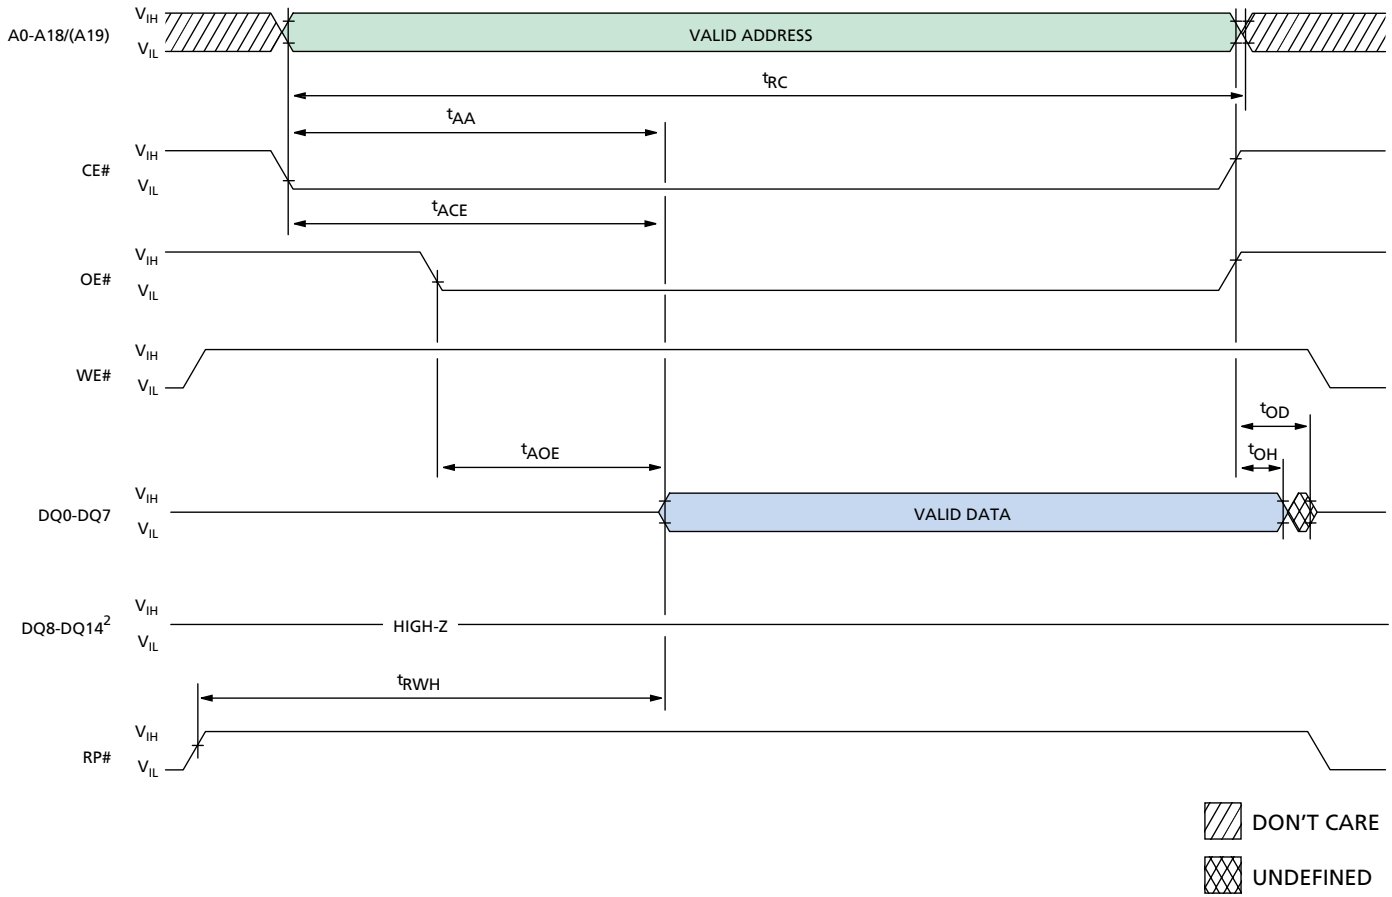 VIH
A0-A18/(A19)
VALID ADDRESS
VIL
tRC
tAA
VIH
CE#
VIL
tACE
VIH
OE#
VIL
VIH
WE#
VIL
tOD
tAOE
tOH
VIH
DQ0-DQ7
VALID DATA
VIL
VIH
DQ8-DQ14²
HIGH-Z
VIL
tRWH
VIH
RP#
VIL
DON'T CARE
UNDEFINED